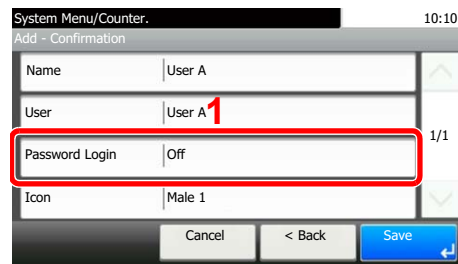 System Menu/Counter. 10:10
Add - Confirmation
Name User A
User User A 1
1/1
Password Login Off
Icon Male 1
Cancel < Back Save